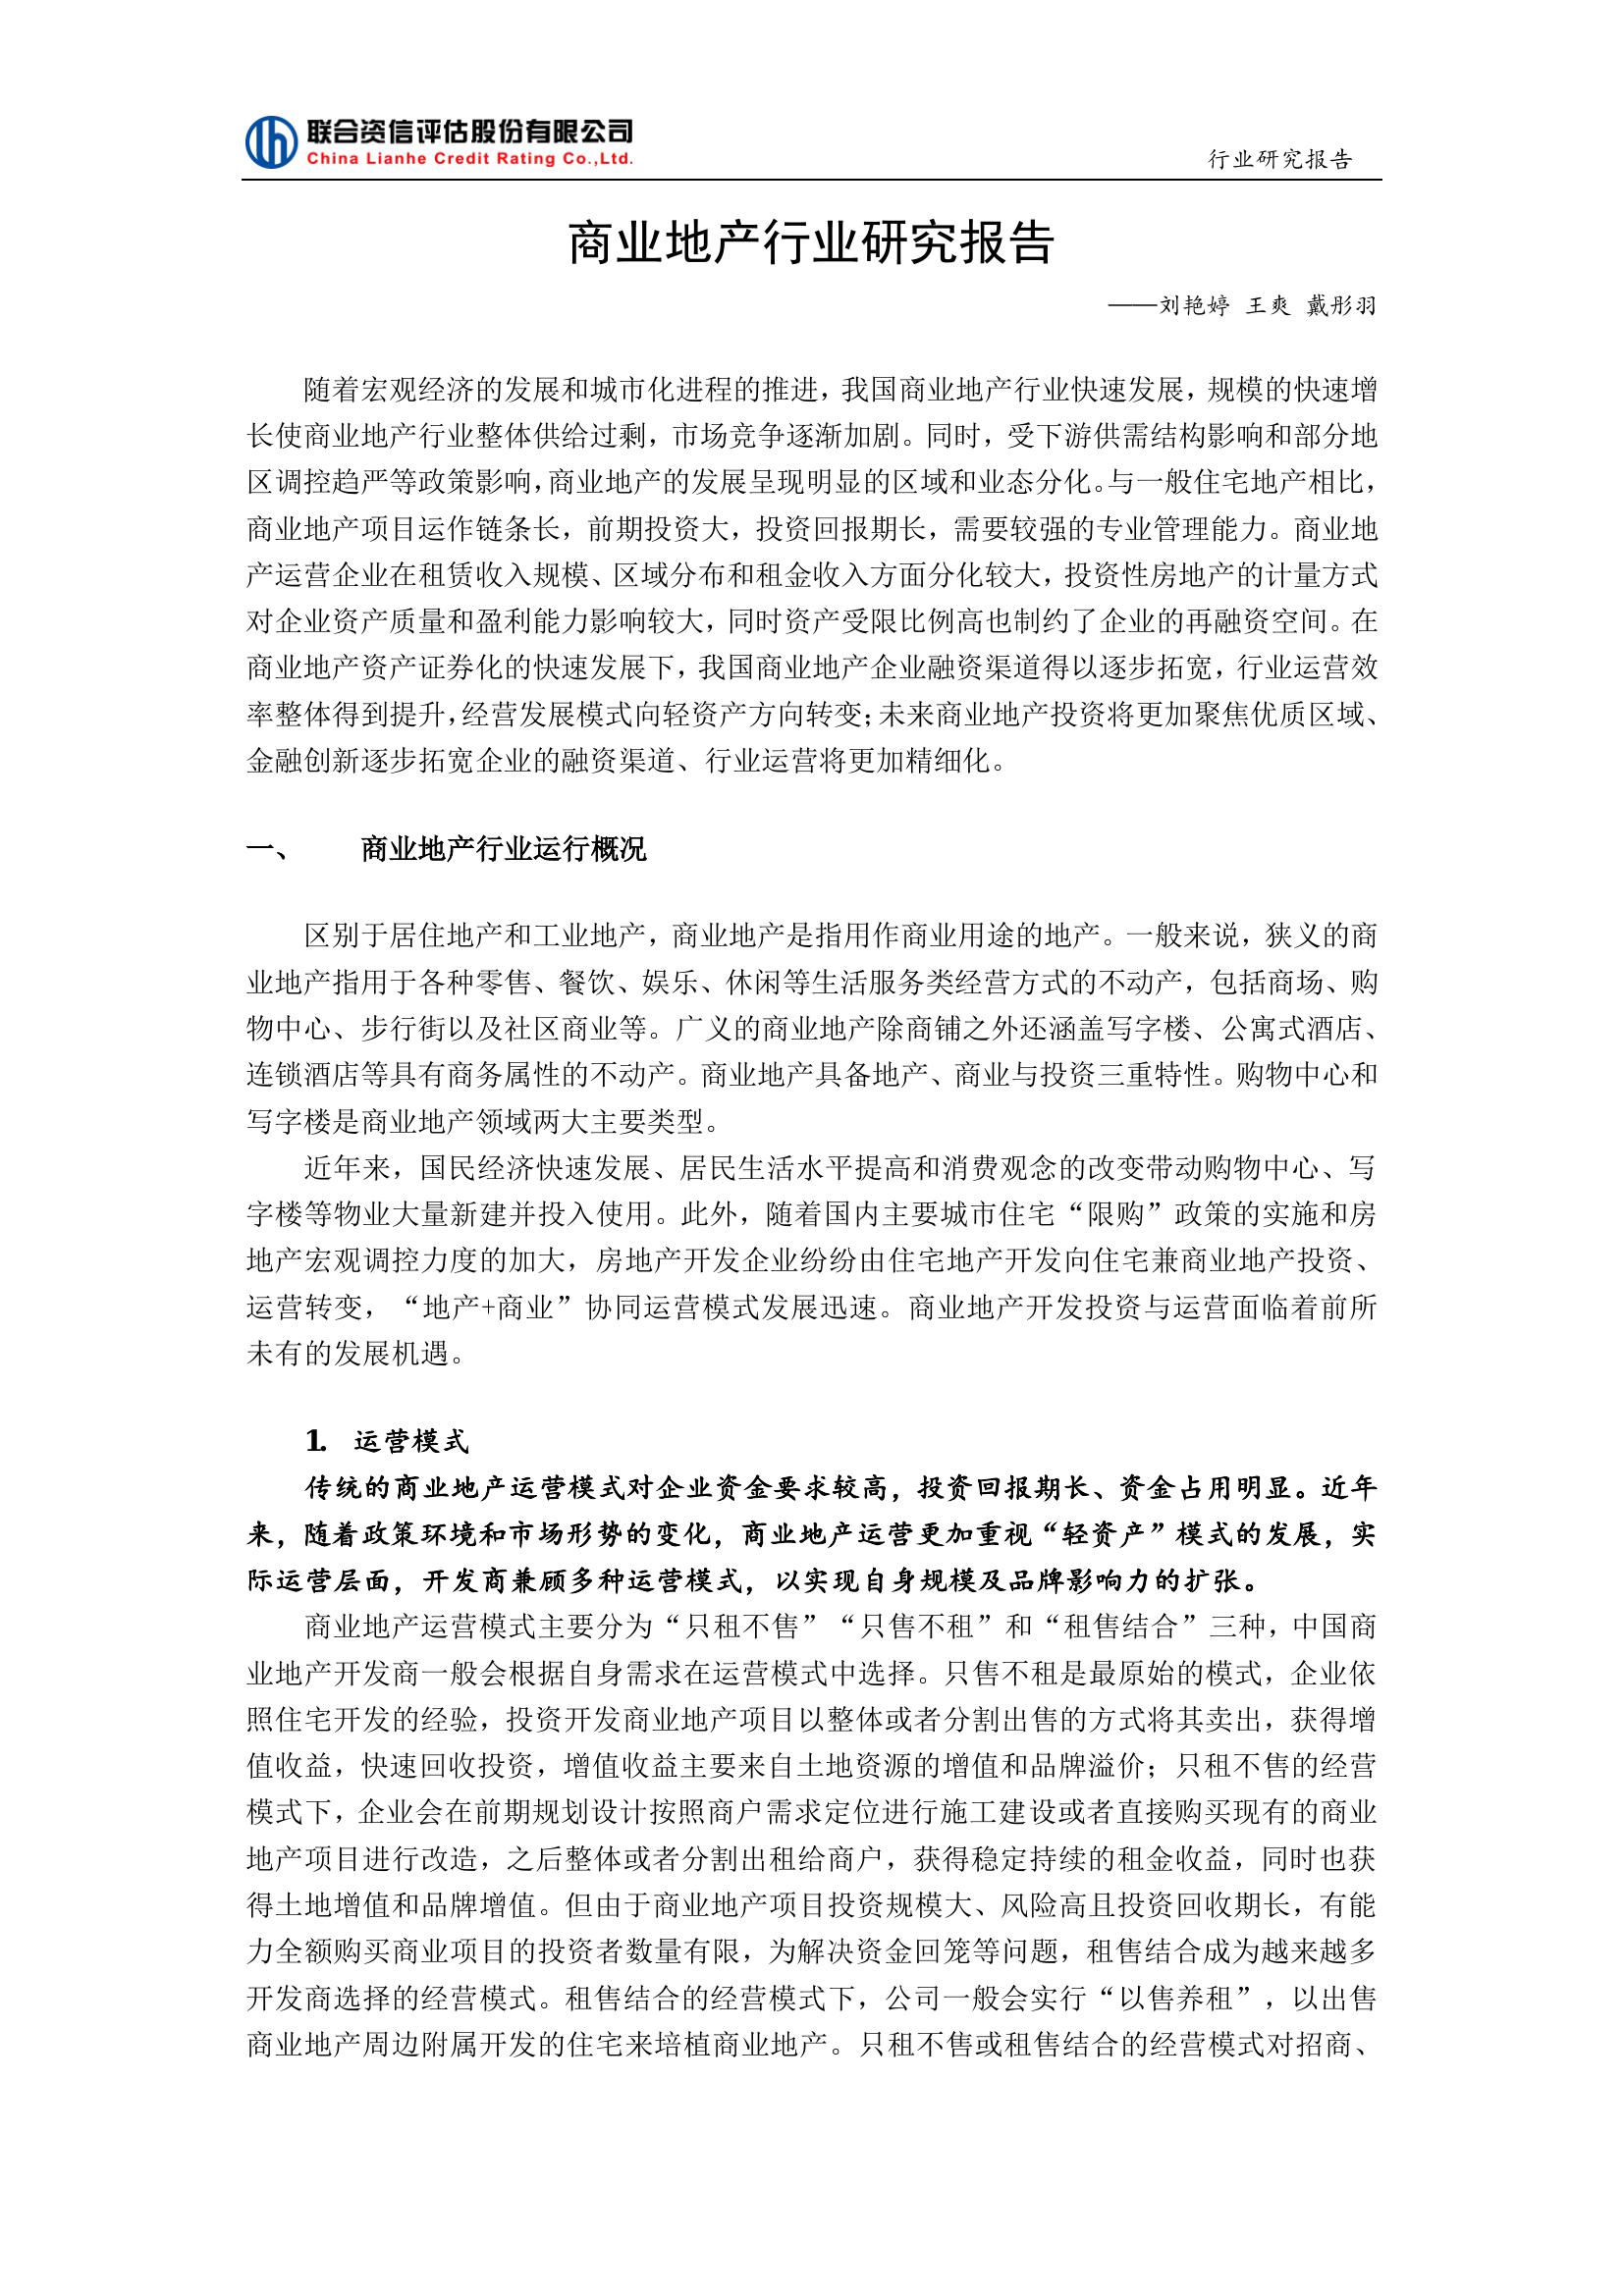 联合资信评估股份有限公司
China Lianhe Credit Rating Co.,Ltd.
行业研究报告
商业地产行业研究报告
——刘艳婷 王爽 戴彤羽
随着宏观经济的发展和城市化进程的推进，我国商业地产行业快速发展，规模的快速增
长使商业地产行业整体供给过剩，市场竞争逐渐加剧。同时，受下游供需结构影响和部分地
区调控趋严等政策影响，商业地产的发展呈现明显的区域和业态分化。与一般住宅地产相比，
商业地产项目运作链条长，前期投资大，投资回报期长，需要较强的专业管理能力。商业地
产运营企业在租赁收入规模、区域分布和租金收入方面分化较大，投资性房地产的计量方式
对企业资产质量和盈利能力影响较大，同时资产受限比例高也制约了企业的再融资空间。在
商业地产资产证券化的快速发展下，我国商业地产企业融资渠道得以逐步拓宽，行业运营效
率整体得到提升，经营发展模式向轻资产方向转变；未来商业地产投资将更加聚焦优质区域、
金融创新逐步拓宽企业的融资渠道、行业运营将更加精细化。
一、 商业地产行业运行概况
区别于居住地产和工业地产，商业地产是指用作商业用途的地产。一般来说，狭义的商
业地产指用于各种零售、餐饮、娱乐、休闲等生活服务类经营方式的不动产，包括商场、购
物中心、步行街以及社区商业等。广义的商业地产除商铺之外还涵盖写字楼、公寓式酒店、
连锁酒店等具有商务属性的不动产。商业地产具备地产、商业与投资三重特性。购物中心和
写字楼是商业地产领域两大主要类型。
近年来，国民经济快速发展、居民生活水平提高和消费观念的改变带动购物中心、写
字楼等物业大量新建并投入使用。此外，随着国内主要城市住宅“限购”政策的实施和房
地产宏观调控力度的加大，房地产开发企业纷纷由住宅地产开发向住宅兼商业地产投资、
运营转变，“地产+商业”协同运营模式发展迅速。商业地产开发投资与运营面临着前所
未有的发展机遇。
1. 运营模式
传统的商业地产运营模式对企业资金要求较高，投资回报期长、资金占用明显。近年
来，随着政策环境和市场形势的变化，商业地产运营更加重视“轻资产”模式的发展，实
际运营层面，开发商兼顾多种运营模式，以实现自身规模及品牌影响力的扩张。
商业地产运营模式主要分为“只租不售”“只售不租”和“租售结合”三种，中国商
业地产开发商一般会根据自身需求在运营模式中选择。只售不租是最原始的模式，企业依
照住宅开发的经验，投资开发商业地产项目以整体或者分割出售的方式将其卖出，获得增
值收益，快速回收投资，增值收益主要来自土地资源的增值和品牌溢价；只租不售的经营
模式下，企业会在前期规划设计按照商户需求定位进行施工建设或者直接购买现有的商业
地产项目进行改造，之后整体或者分割出租给商户，获得稳定持续的租金收益，同时也获
得土地增值和品牌增值。但由于商业地产项目投资规模大、风险高且投资回收期长，有能
力全额购买商业项目的投资者数量有限，为解决资金回笼等问题，租售结合成为越来越多
开发商选择的经营模式。租售结合的经营模式下，公司一般会实行“以售养租”，以出售
商业地产周边附属开发的住宅来培植商业地产。只租不售或租售结合的经营模式对招商、